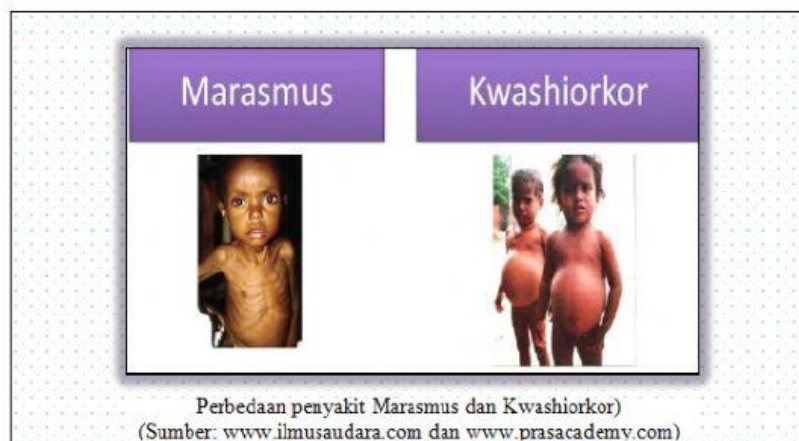 Marasmus
Kwashiorkor
Perbedaan penyakit Marasmus dan Kwashiorkor)
(Sumber: www.ilmusaudara.com dan www.prasacademy.com)